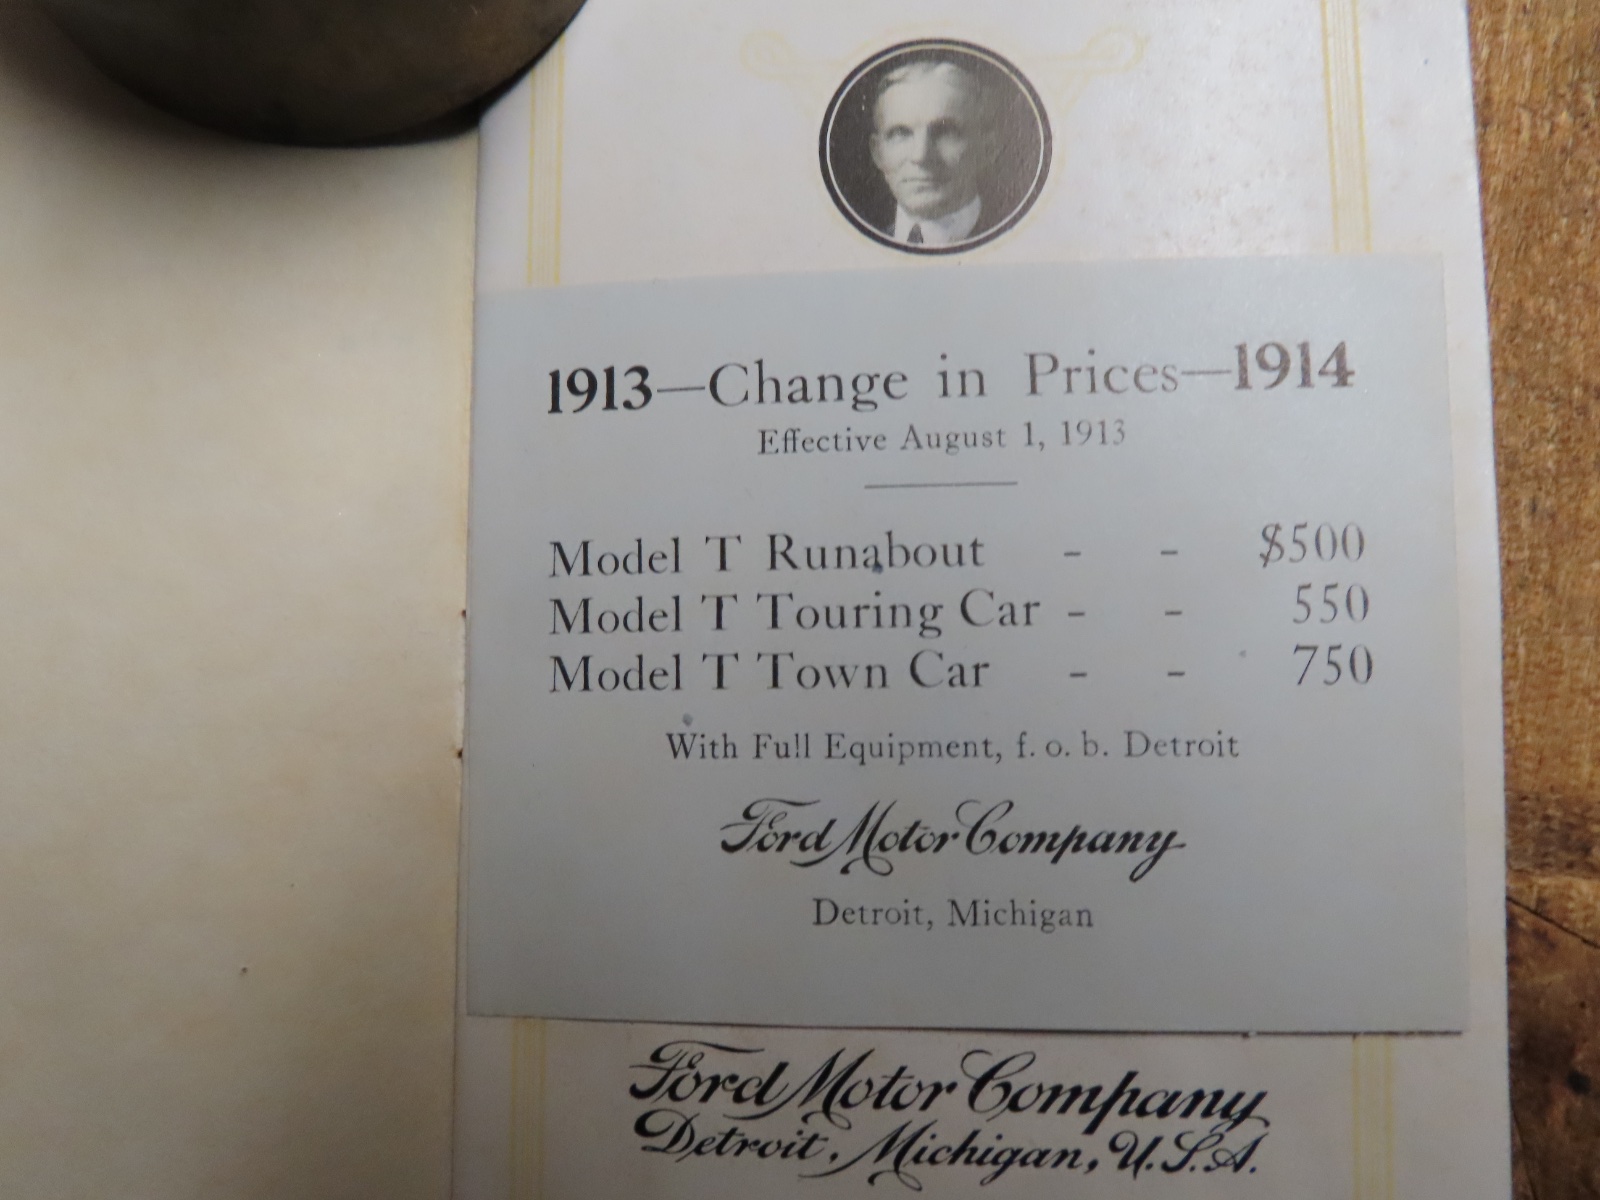 1913—Change in Prices—1914
Effective August 1, 1913
Model T Runabout - - $500
Model T Touring Car - - 550
Model T Town Car - - 750
With Full Equipment, f. o. b. Detroit
Ford Motor Company
Detroit, Michigan
Ford Motor Company
Detroit, Michigan, U.S.A.